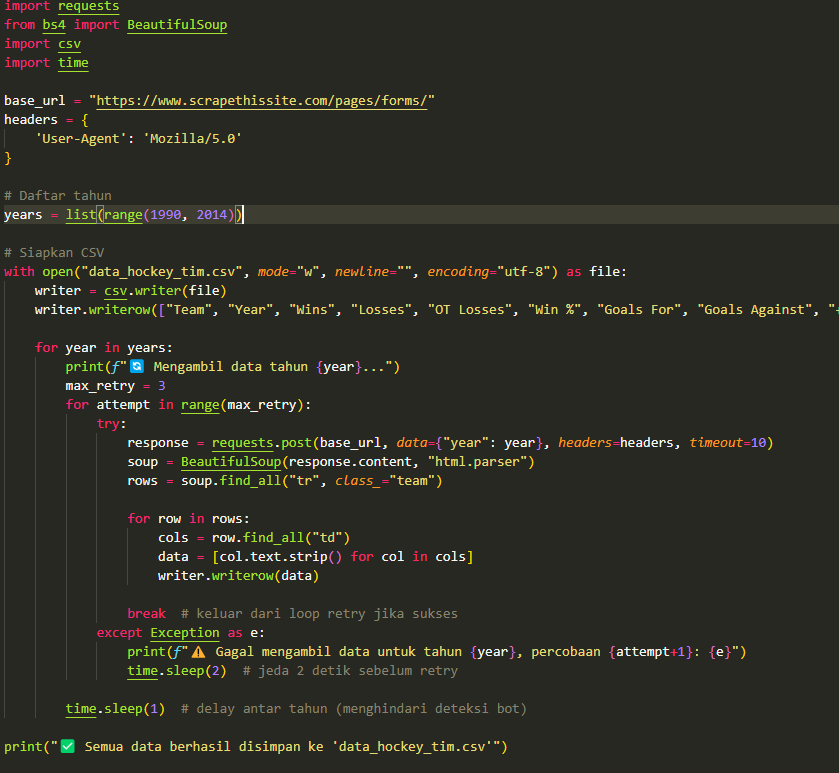 import requests
from bs4 import BeautifulSoup
import csv
import time

base_url = "https://www.scrapethissite.com/pages/forms/"
headers = {
    'User-Agent': 'Mozilla/5.0'
}

# Daftar tahun
years = list(range(1990, 2014))

# Siapkan CSV
with open("data_hockey_tim.csv", mode="w", newline="", encoding="utf-8") as file:
    writer = csv.writer(file)
    writer.writerow(["Team", "Year", "Wins", "Losses", "OT Losses", "Win %", "Goals For", "Goals Against", "+

    for year in years:
        print(f"🔄 Mengambil data tahun {year}...")
        max_retry = 3
        for attempt in range(max_retry):
            try:
                response = requests.post(base_url, data={"year": year}, headers=headers, timeout=10)
                soup = BeautifulSoup(response.content, "html.parser")
                rows = soup.find_all("tr", class_="team")

                for row in rows:
                    cols = row.find_all("td")
                    data = [col.text.strip() for col in cols]
                    writer.writerow(data)

                break  # keluar dari loop retry jika sukses
            except Exception as e:
                print(f"⚠️ Gagal mengambil data untuk tahun {year}, percobaan {attempt+1}: {e}")
                time.sleep(2)  # jeda 2 detik sebelum retry

        time.sleep(1)  # delay antar tahun (menghindari deteksi bot)

print("✅ Semua data berhasil disimpan ke 'data_hockey_tim.csv'")